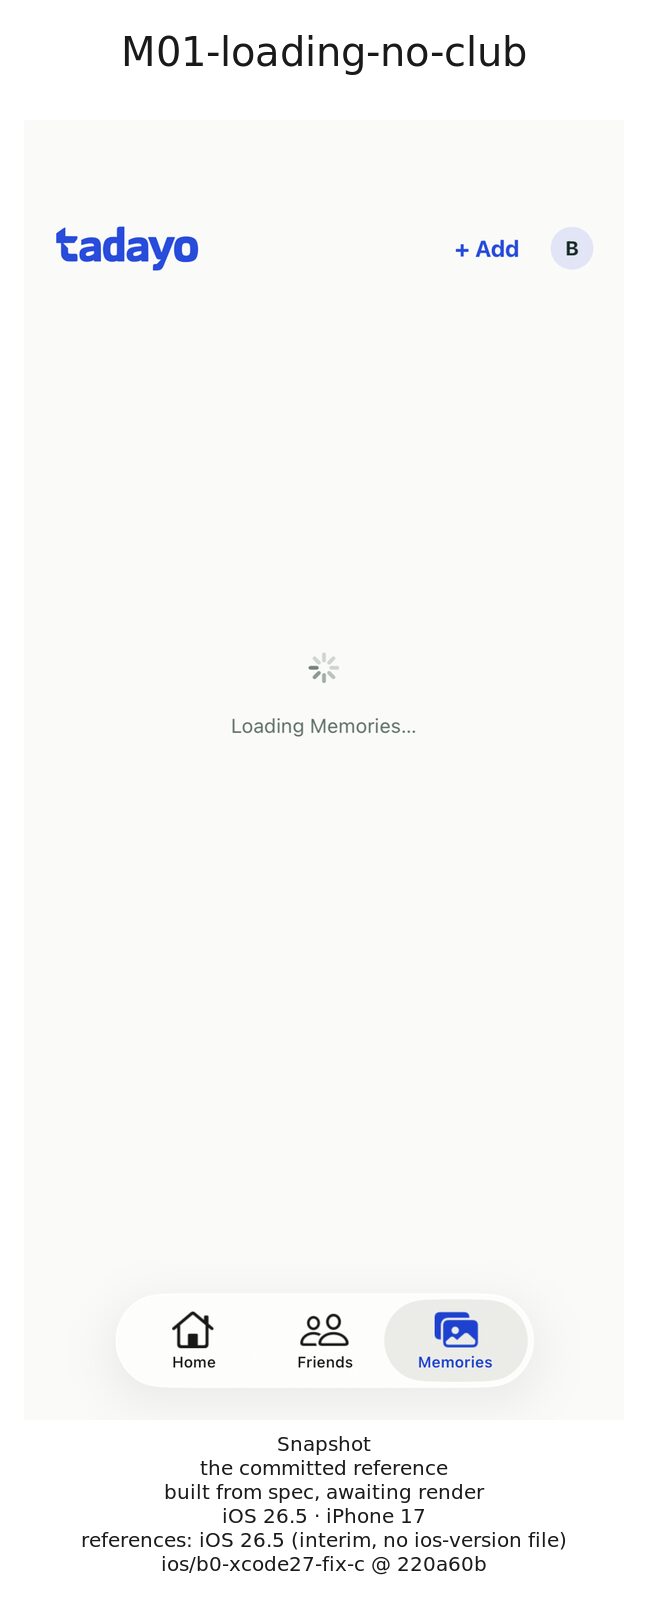 M01-loading-no-club
tadayo
+ Add
B
Loading Memories...
Home
Friends
Memories
Snapshot
the committed reference
built from spec, awaiting render
iOS 26.5 · iPhone 17
references: iOS 26.5 (interim, no ios-version file)
ios/b0-xcode27-fix-c @ 220a60b